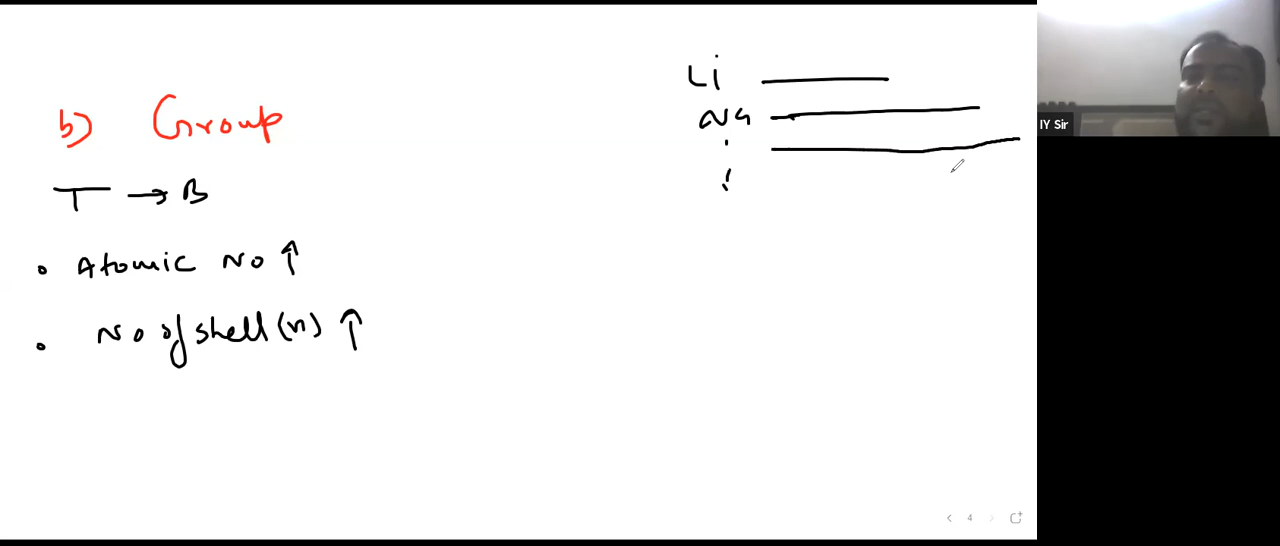 b) Group
T → B
• Atomic No ↑
• No of shell (n) ↑
Li
Na
IY Sir
4